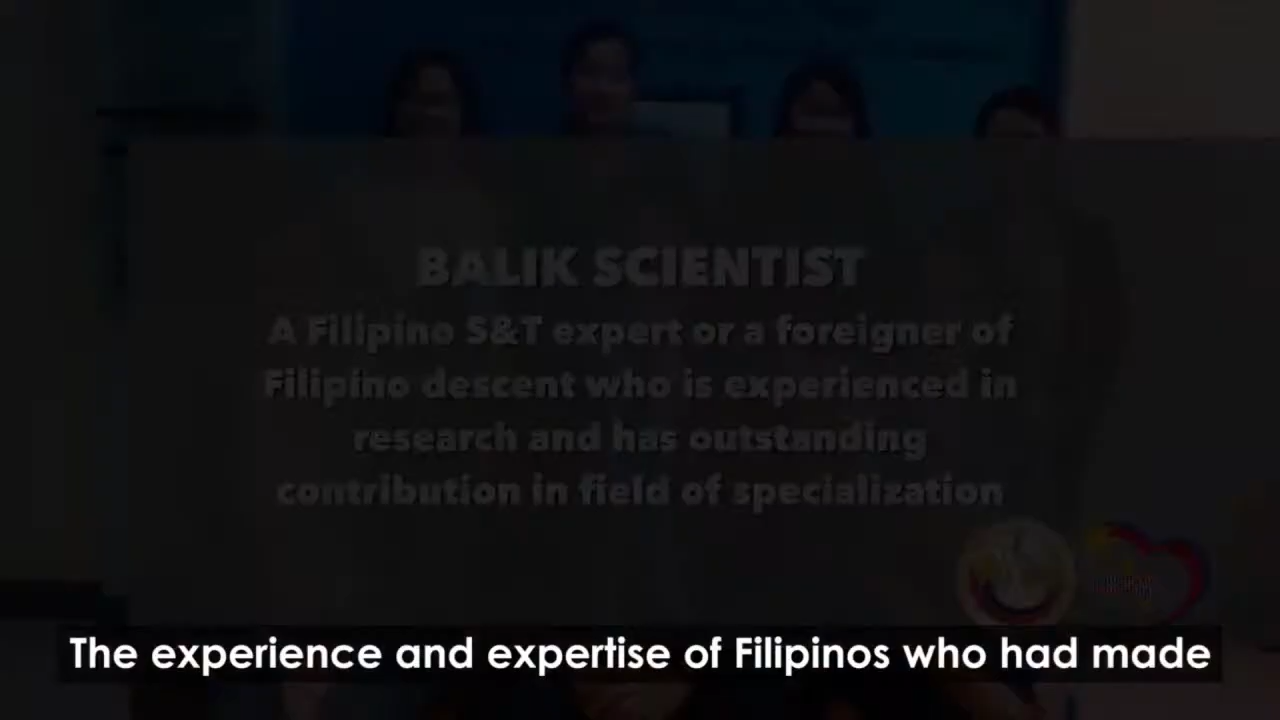 BALIK SCIENTIST
A Filipino S&T expert or a foreigner of
Filipino descent who is experienced in
research and has outstanding
contribution in field of specialization
The experience and expertise of Filipinos who had made